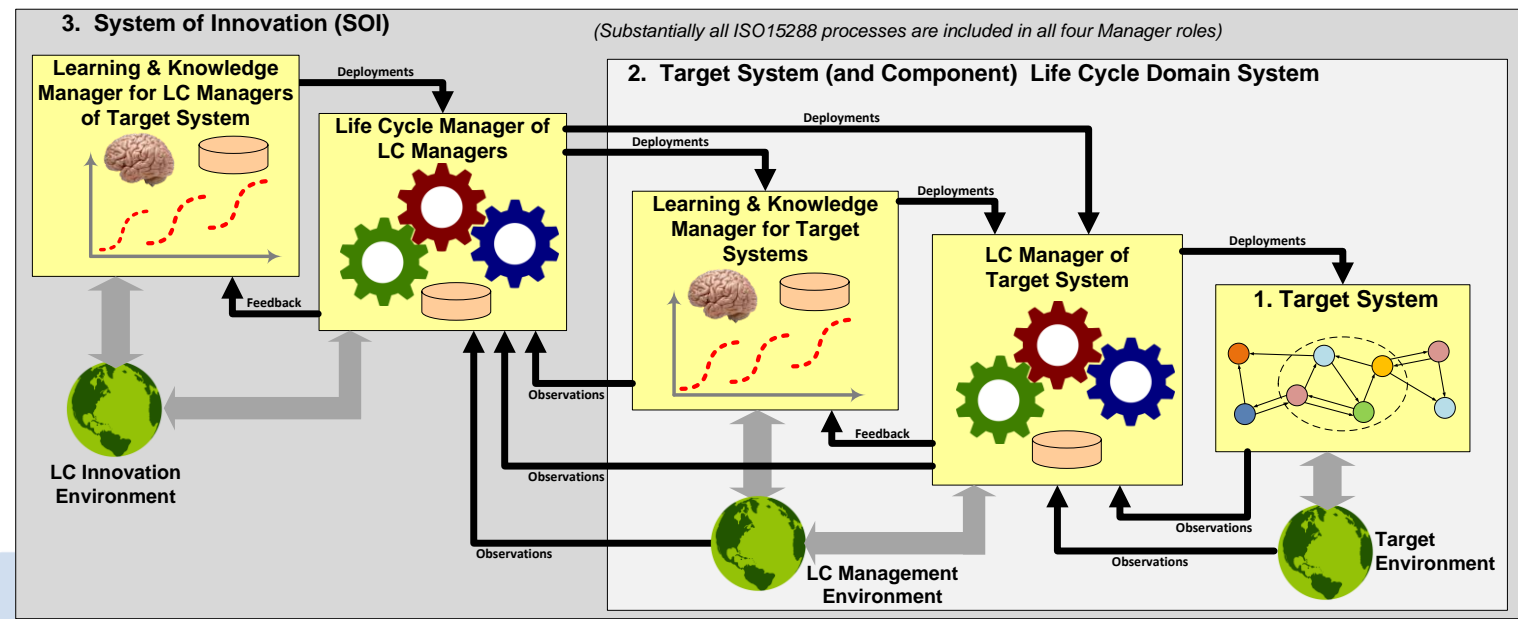 3. System of Innovation (SOI)
(Substantially all ISO15288 processes are included in all four Manager roles)
Learning & Knowledge
Manager for LC Managers
of Target System
Deployments
2. Target System (and Component) Life Cycle Domain System
Life Cycle Manager of
LC Managers
Deployments
Deployments
Learning & Knowledge
Manager for Target
Systems
Deployments
LC Manager of
Target System
Deployments
1. Target System
Feedback
Observations
Feedback
Observations
LC Innovation
Environment
Observations
Observations
LC Management
Environment
Target
Environment